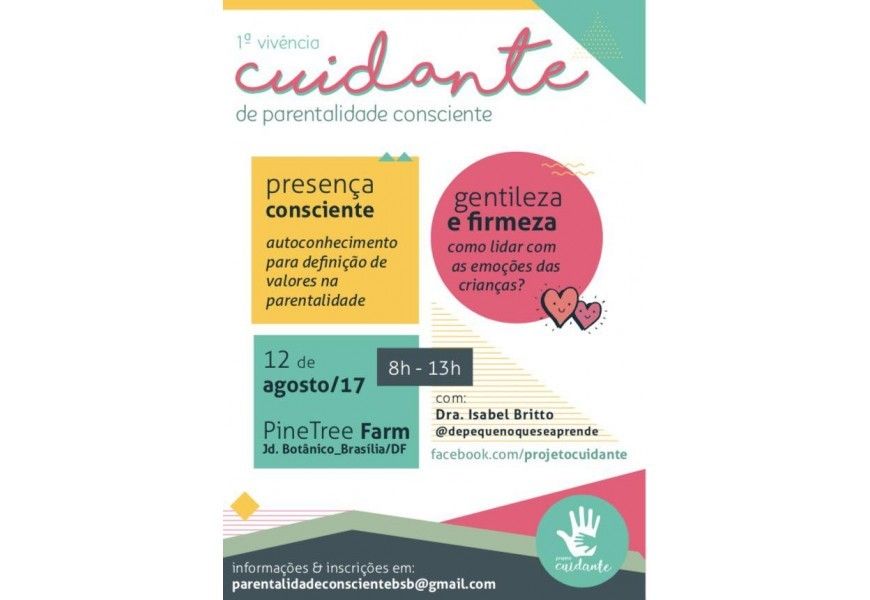 1ª vivência
cuidante
de parentalidade consciente
presença
consciente
autoconhecimento
para definição de
valores na
parentalidade
gentileza
e firmeza
como lidar com
as emoções das
crianças?
12 de
agosto/17
8h - 13h
PineTree Farm
Jd. Botânico_Brasília/DF
com:
Dra. Isabel Britto
@depequenoqueseaprende
facebook.com/projetocuidante
projeto
cuidante
informações & inscrições em:
parentalidadeconscientebsb@gmail.com